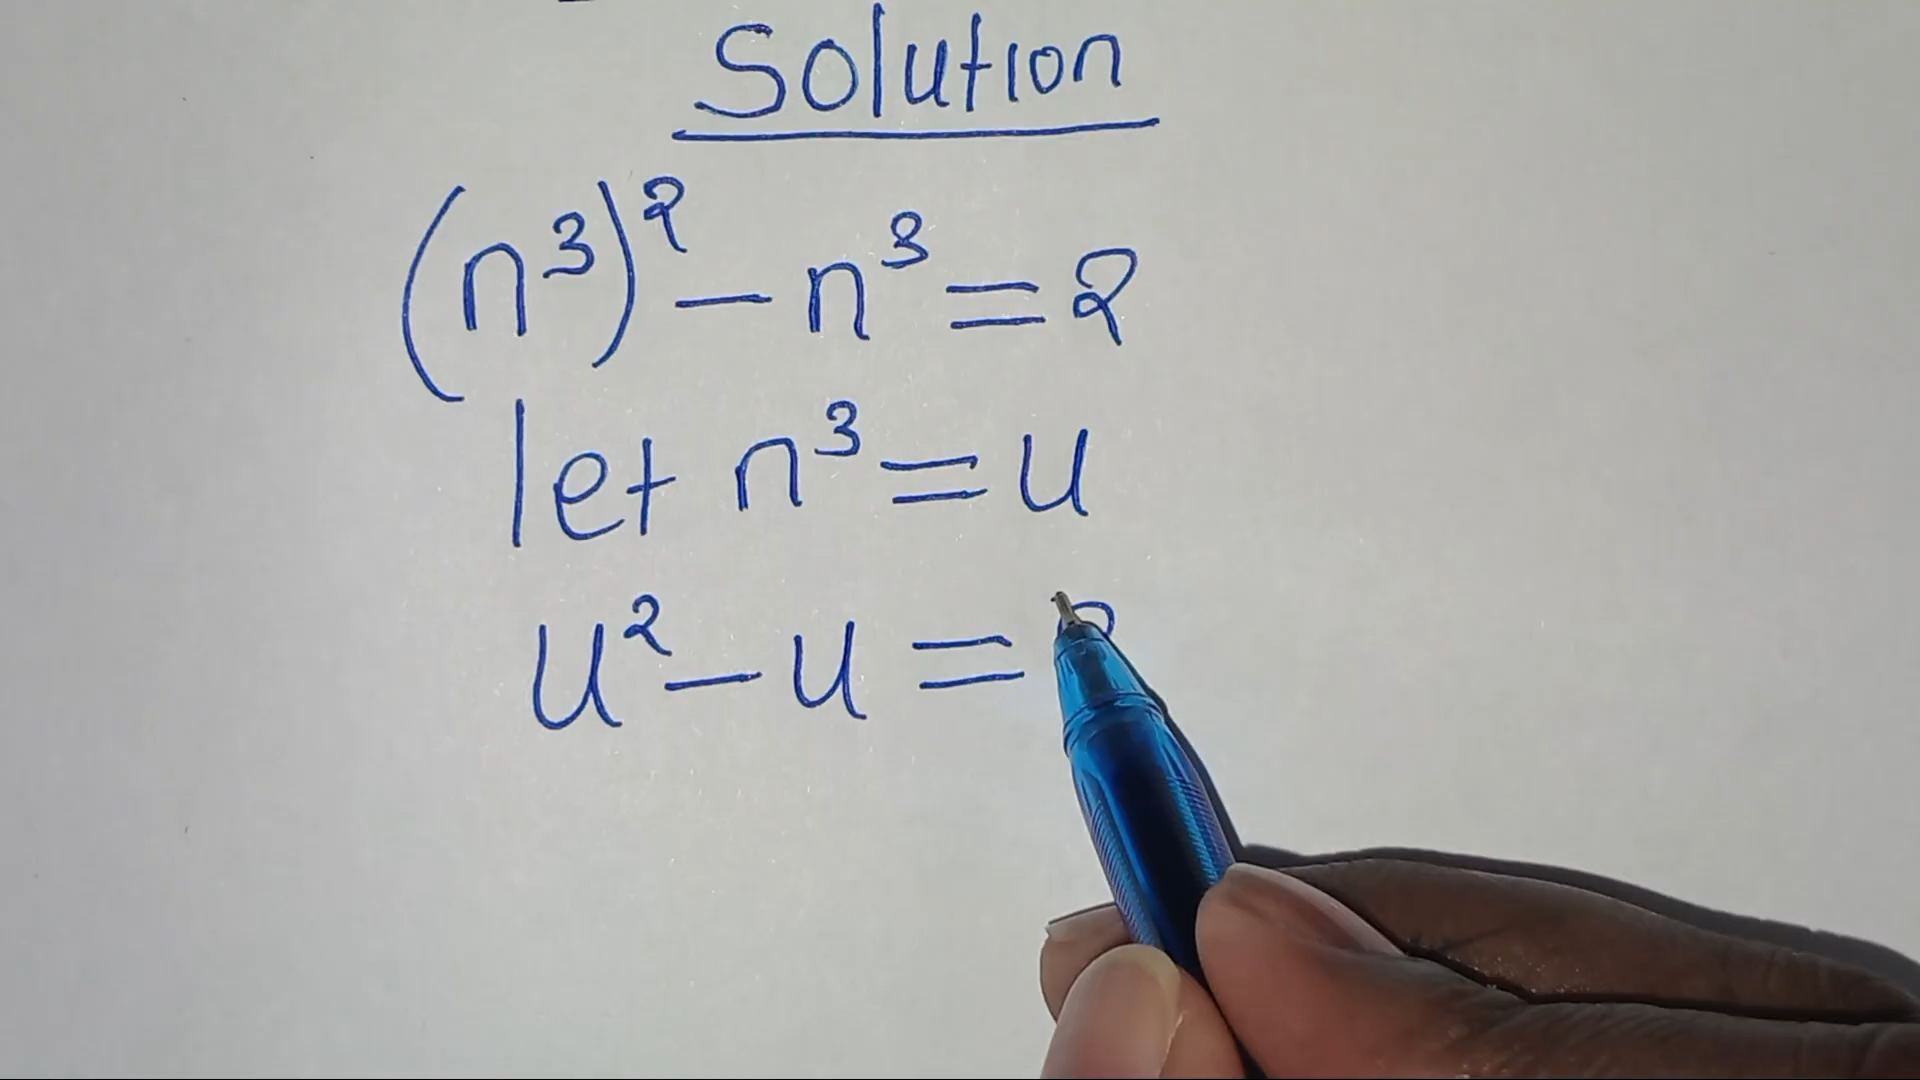 Solution
(n³)² - n³ = 2
let n³ = u
u² - u =